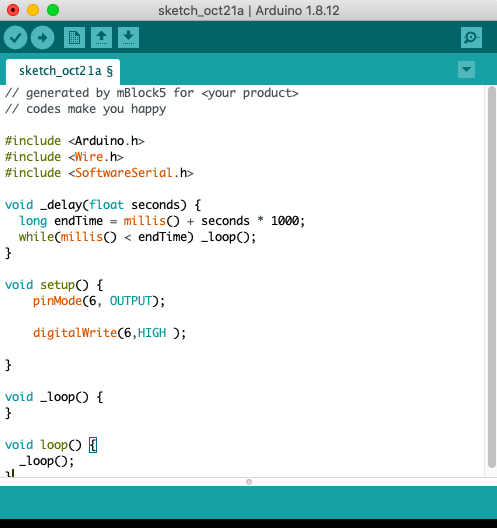 sketch_oct21a | Arduino 1.8.12
sketch_oct21a §
// generated by mBlock5 for <your product>
// codes make you happy
#include <Arduino.h>
#include <Wire.h>
#include <SoftwareSerial.h>
void _delay(float seconds) {
  long endTime = millis() + seconds * 1000;
  while(millis() < endTime) _loop();
}
void setup() {
    pinMode(6, OUTPUT);
    digitalWrite(6,HIGH );
}
void _loop() {
}
void loop() {
  _loop();
}